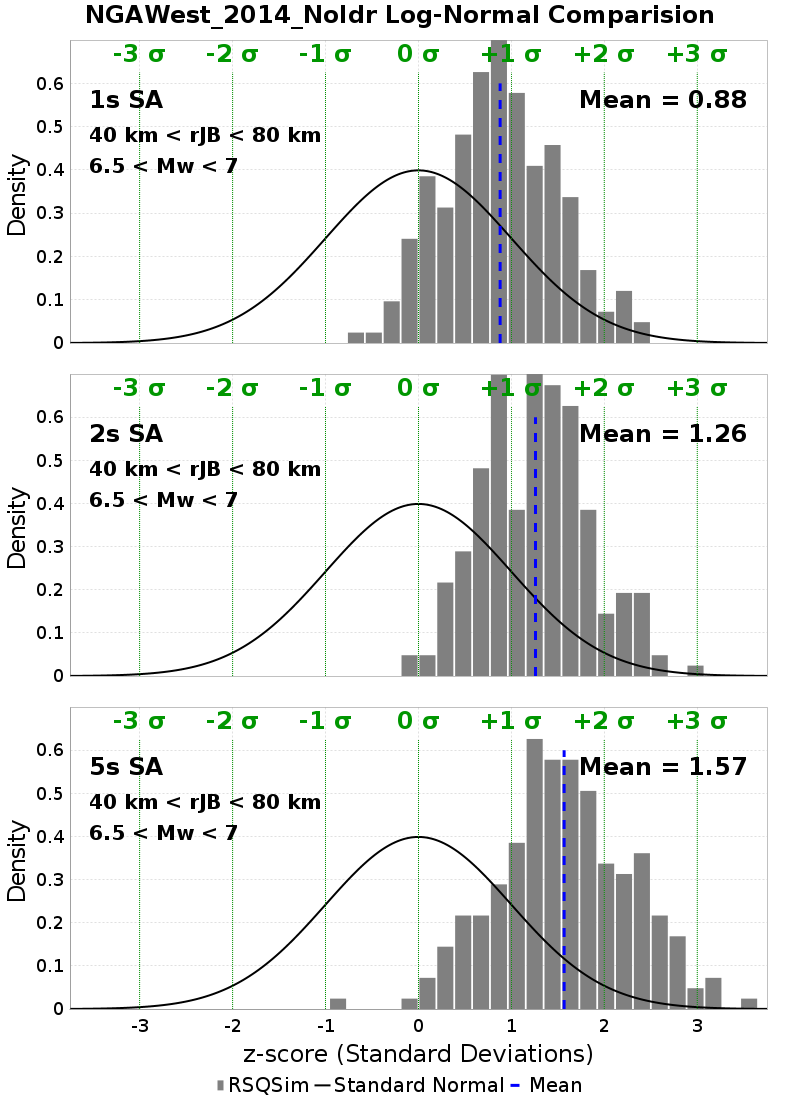 NGAWest_2014_NoIdr Log-Normal Comparision
-3 σ -2 σ -1 σ 0 σ +1 σ +2 σ +3 σ
1s SA
Mean = 0.88
40 km < rJB < 80 km
6.5 < Mw < 7
Density
0.6
0.5
0.4
0.3
0.2
0.1
0
-3 σ -2 σ -1 σ 0 σ +1 σ +2 σ +3 σ
2s SA
Mean = 1.26
40 km < rJB < 80 km
6.5 < Mw < 7
Density
0.6
0.5
0.4
0.3
0.2
0.1
0
-3 σ -2 σ -1 σ 0 σ +1 σ +2 σ +3 σ
5s SA
Mean = 1.57
40 km < rJB < 80 km
6.5 < Mw < 7
Density
0.6
0.5
0.4
0.3
0.2
0.1
0
-3 -2 -1 0 1 2 3
z-score (Standard Deviations)
RSQSim Standard Normal Mean